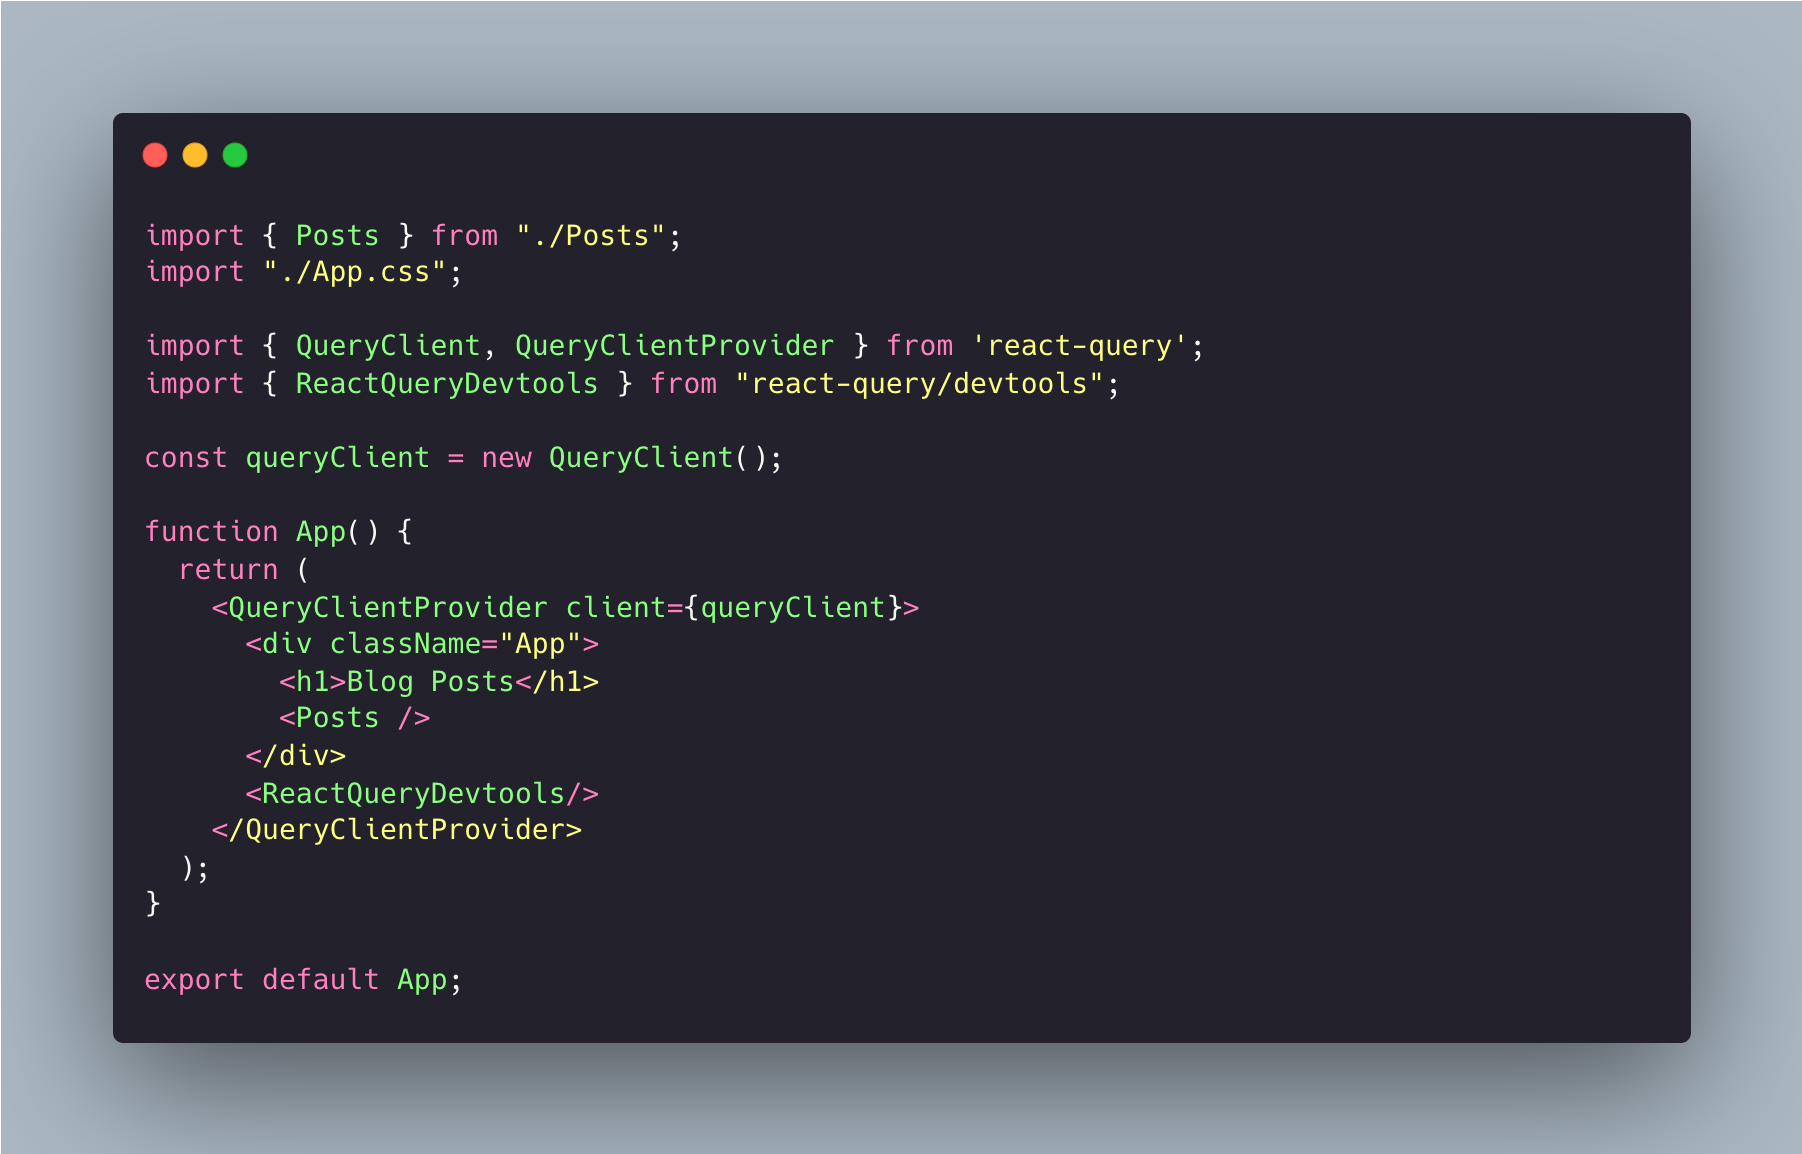 import { Posts } from "./Posts";
import "./App.css";

import { QueryClient, QueryClientProvider } from 'react-query';
import { ReactQueryDevtools } from "react-query/devtools";

const queryClient = new QueryClient();

function App() {
  return (
    <QueryClientProvider client={queryClient}>
      <div className="App">
        <h1>Blog Posts</h1>
        <Posts />
      </div>
      <ReactQueryDevtools/>
    </QueryClientProvider>
  );
}

export default App;